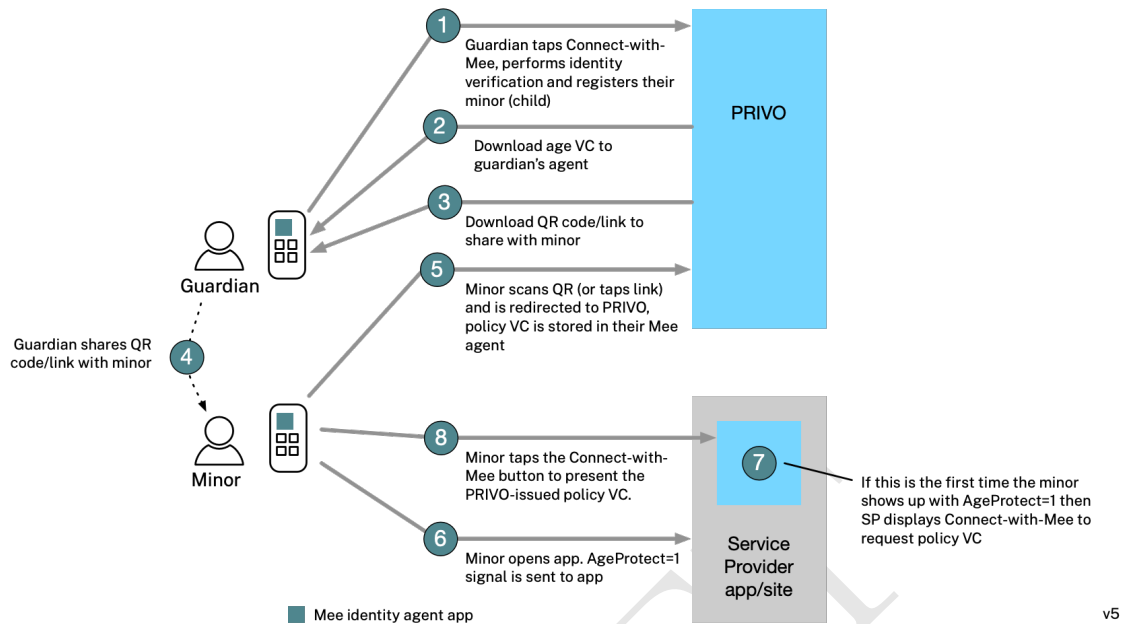 1
Guardian taps Connect-with-
Mee, performs identity
verification and registers their
minor (child)
PRIVO
2
Download age VC to
guardian's agent
3
Download QR code/link to
share with minor
Guardian
5
Minor scans QR (or taps link)
and is redirected to PRIVO,
policy VC is stored in their Mee
agent
Guardian shares QR
code/link with minor
4
Minor
8
Minor taps the Connect-with-
Mee button to present the
PRIVO-issued policy VC.
7
If this is the first time the minor
shows up with AgeProtect=1 then
SP displays Connect-with-Mee to
request policy VC
6
Minor opens app. AgeProtect=1
signal is sent to app
Service
Provider
app/site
Mee identity agent app
v5